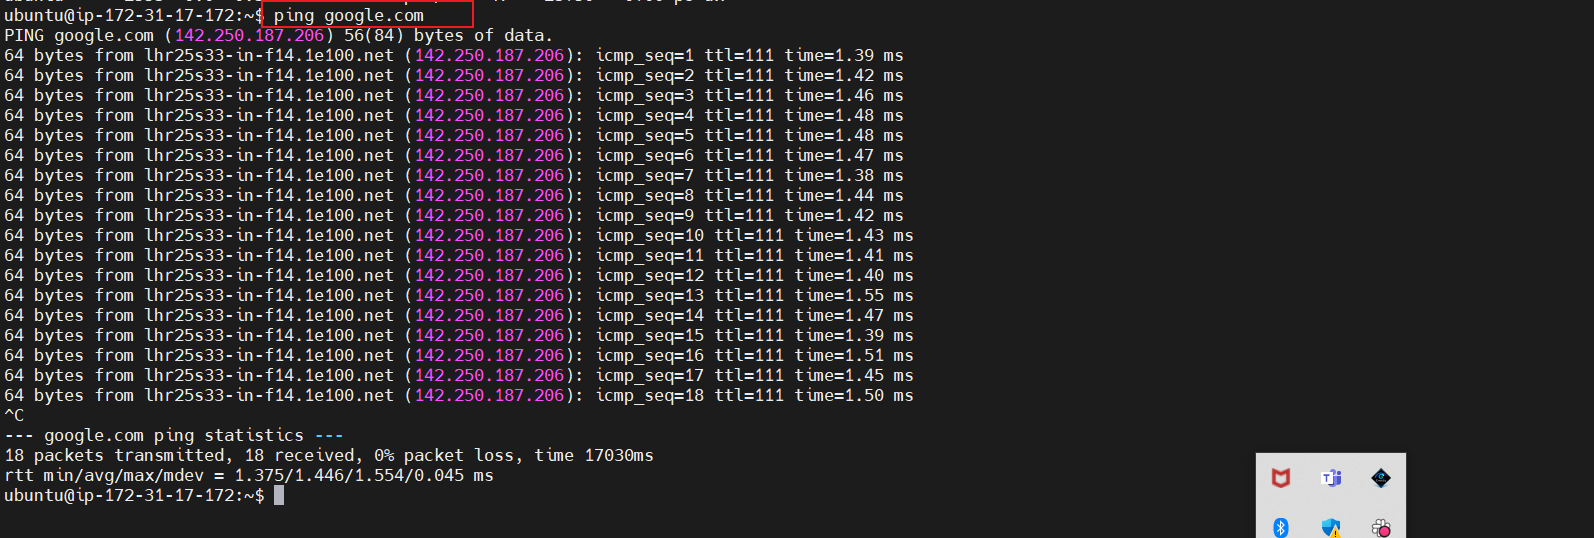 ubuntu@ip-172-31-17-172:~$ ping google.com
PING google.com (142.250.187.206) 56(84) bytes of data.
64 bytes from lhr25s33-in-f14.1e100.net (142.250.187.206): icmp_seq=1 ttl=111 time=1.39 ms
64 bytes from lhr25s33-in-f14.1e100.net (142.250.187.206): icmp_seq=2 ttl=111 time=1.42 ms
64 bytes from lhr25s33-in-f14.1e100.net (142.250.187.206): icmp_seq=3 ttl=111 time=1.46 ms
64 bytes from lhr25s33-in-f14.1e100.net (142.250.187.206): icmp_seq=4 ttl=111 time=1.48 ms
64 bytes from lhr25s33-in-f14.1e100.net (142.250.187.206): icmp_seq=5 ttl=111 time=1.48 ms
64 bytes from lhr25s33-in-f14.1e100.net (142.250.187.206): icmp_seq=6 ttl=111 time=1.47 ms
64 bytes from lhr25s33-in-f14.1e100.net (142.250.187.206): icmp_seq=7 ttl=111 time=1.38 ms
64 bytes from lhr25s33-in-f14.1e100.net (142.250.187.206): icmp_seq=8 ttl=111 time=1.44 ms
64 bytes from lhr25s33-in-f14.1e100.net (142.250.187.206): icmp_seq=9 ttl=111 time=1.42 ms
64 bytes from lhr25s33-in-f14.1e100.net (142.250.187.206): icmp_seq=10 ttl=111 time=1.43 ms
64 bytes from lhr25s33-in-f14.1e100.net (142.250.187.206): icmp_seq=11 ttl=111 time=1.41 ms
64 bytes from lhr25s33-in-f14.1e100.net (142.250.187.206): icmp_seq=12 ttl=111 time=1.40 ms
64 bytes from lhr25s33-in-f14.1e100.net (142.250.187.206): icmp_seq=13 ttl=111 time=1.55 ms
64 bytes from lhr25s33-in-f14.1e100.net (142.250.187.206): icmp_seq=14 ttl=111 time=1.47 ms
64 bytes from lhr25s33-in-f14.1e100.net (142.250.187.206): icmp_seq=15 ttl=111 time=1.39 ms
64 bytes from lhr25s33-in-f14.1e100.net (142.250.187.206): icmp_seq=16 ttl=111 time=1.51 ms
64 bytes from lhr25s33-in-f14.1e100.net (142.250.187.206): icmp_seq=17 ttl=111 time=1.45 ms
64 bytes from lhr25s33-in-f14.1e100.net (142.250.187.206): icmp_seq=18 ttl=111 time=1.50 ms
^C
--- google.com ping statistics ---
18 packets transmitted, 18 received, 0% packet loss, time 17030ms
rtt min/avg/max/mdev = 1.375/1.446/1.554/0.045 ms
ubuntu@ip-172-31-17-172:~$